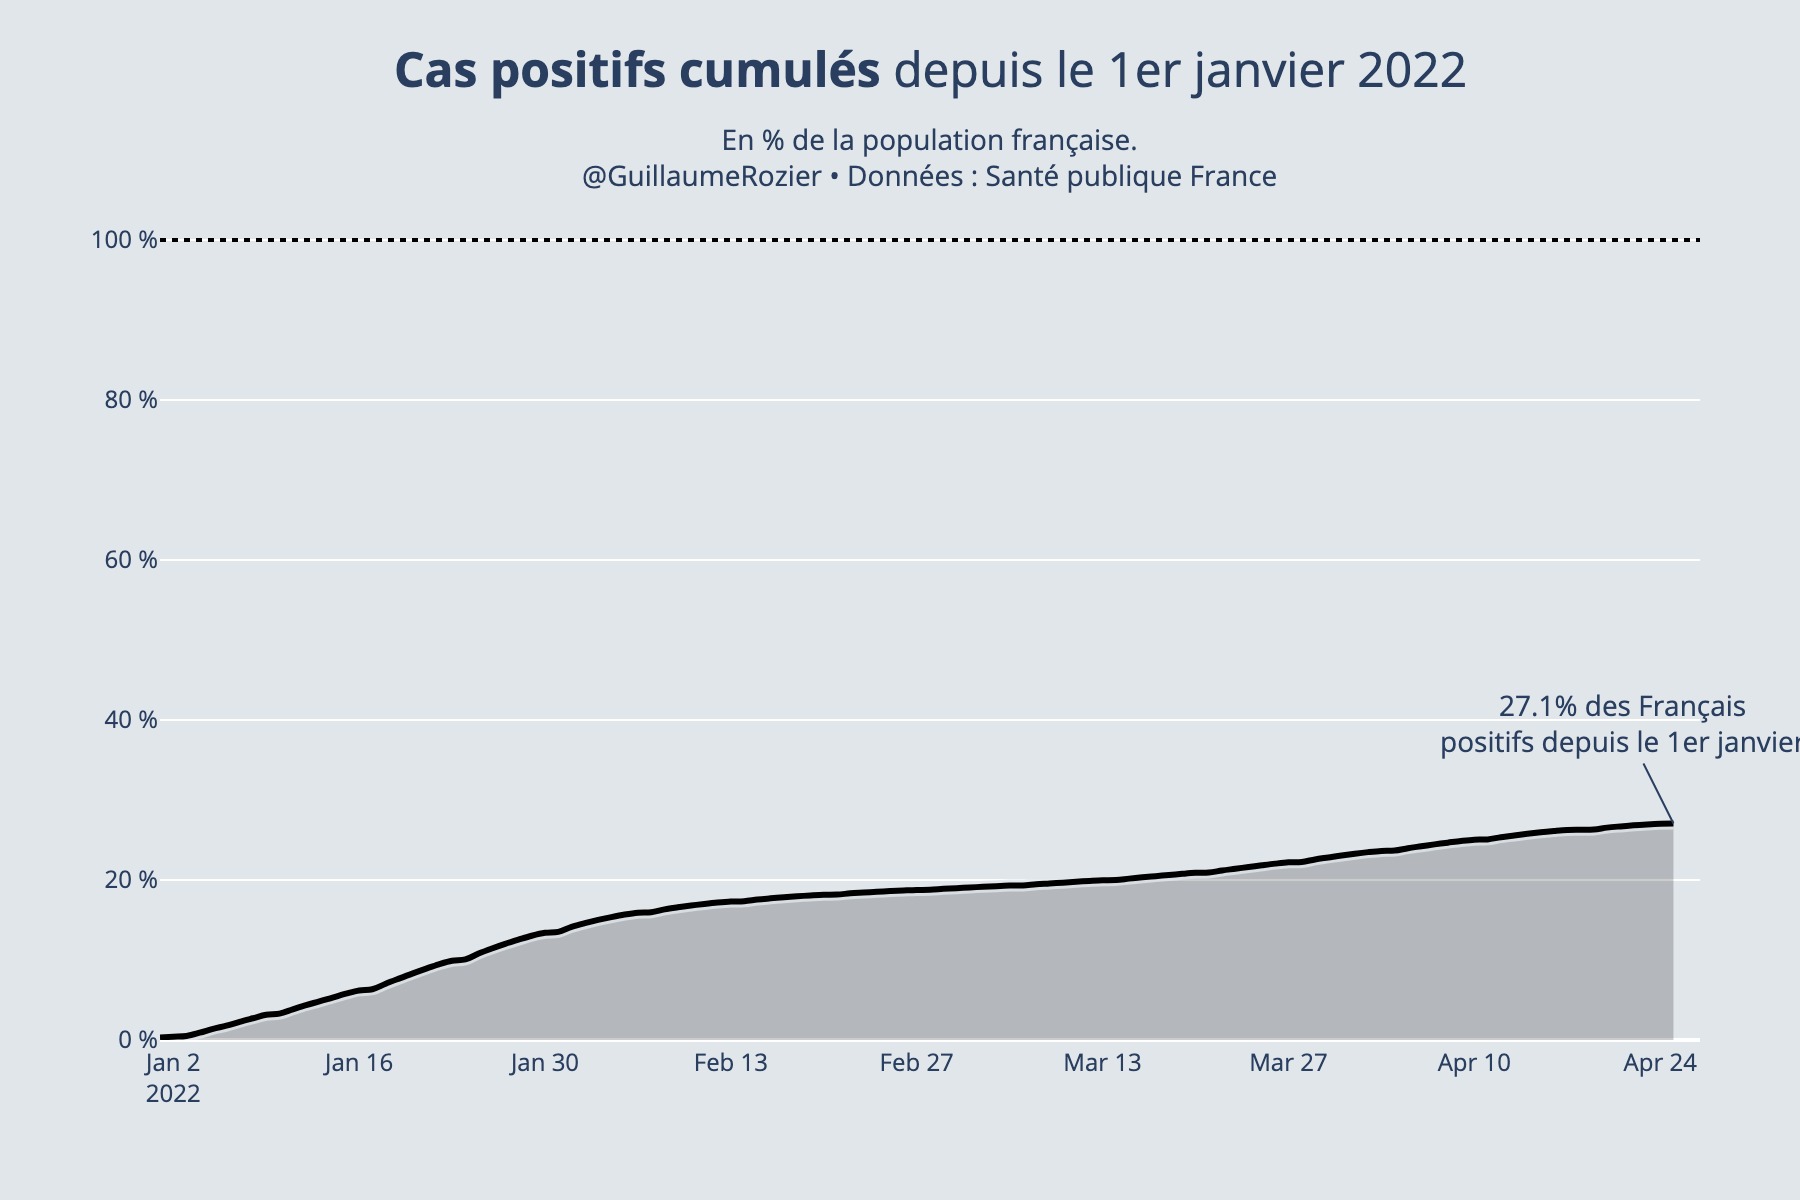 Cas positifs cumulés depuis le 1er janvier 2022
En % de la population française.
@GuillaumeRozier • Données : Santé publique France
100 %
80 %
60 %
40 %
20 %
0 %
27.1% des Français
positifs depuis le 1er janvier
Jan 2
2022
Jan 16
Jan 30
Feb 13
Feb 27
Mar 13
Mar 27
Apr 10
Apr 24